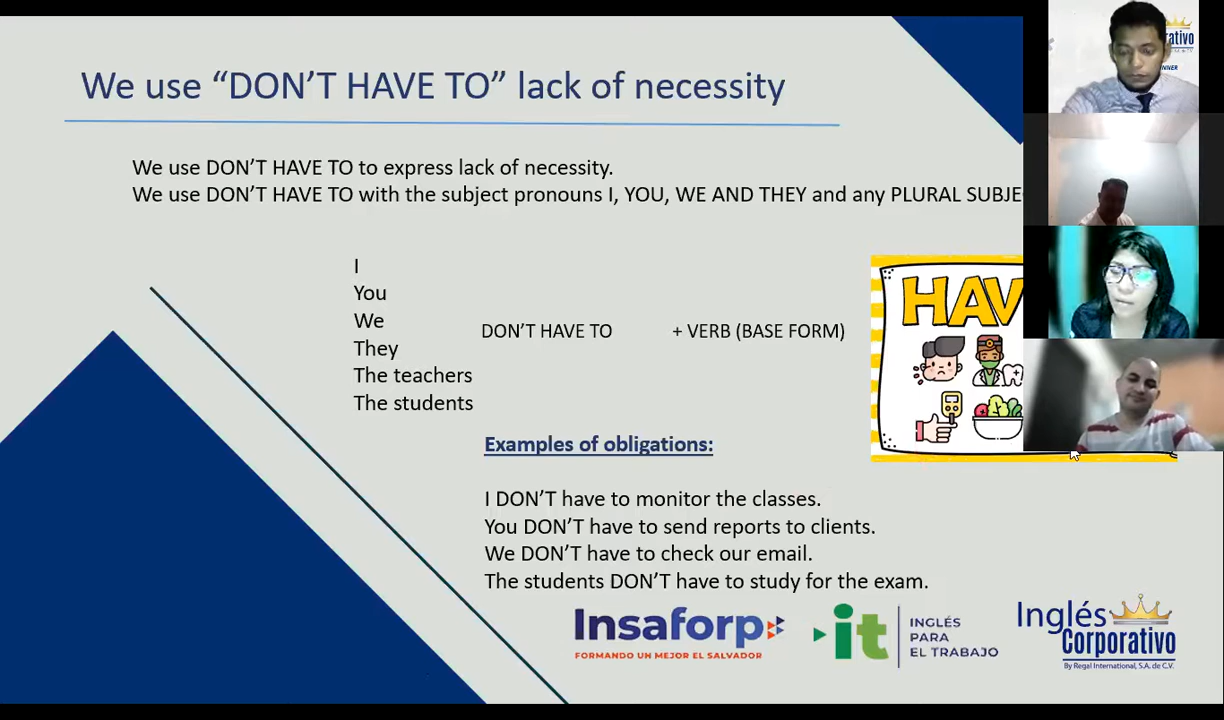 We use “DON’T HAVE TO” lack of necessity
We use DON’T HAVE TO to express lack of necessity.
We use DON’T HAVE TO with the subject pronouns I, YOU, WE AND THEY and any PLURAL
I
You
We
They
The teachers
The students
DON’T HAVE TO
+ VERB (BASE FORM)
Examples of obligations:
I DON’T have to monitor the classes.
You DON’T have to send reports to clients.
We DON’T have to check our email.
The students DON’T have to study for the exam.
Insaforp
FORMANDO UN MEJOR EL SALVADOR
it
INGLÉS
PARA
EL TRABAJO
Inglés
Corporativo
By Regal International, S.A. de C.V.